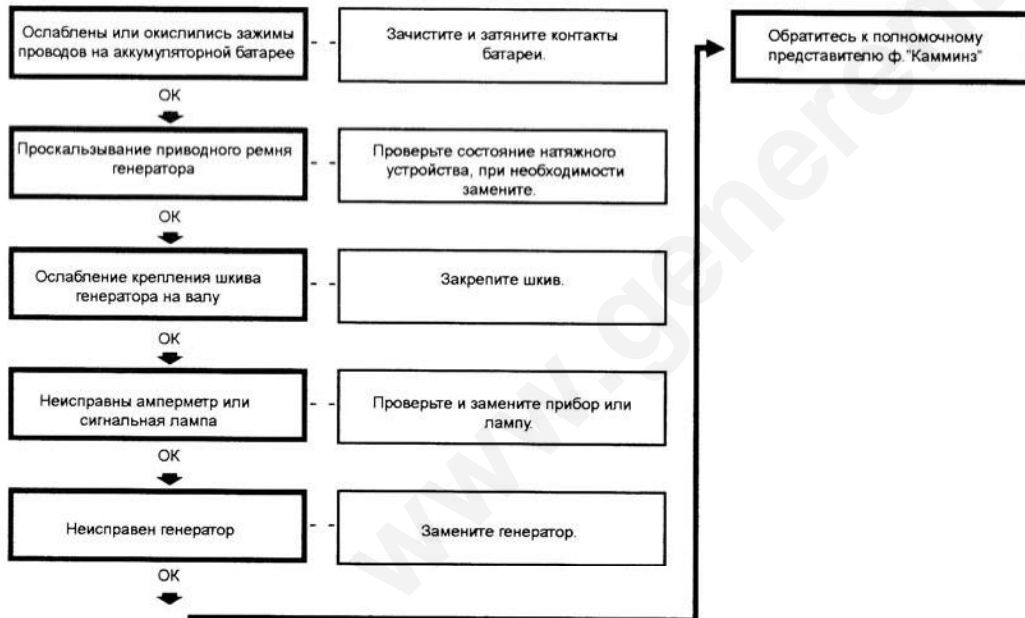 Ослаблены или окислились зажимы
проводов на аккумуляторной батарее
Зачистите и затяните контакты
батареи.
ОК
Проскальзывание приводного ремня
генератора
Проверьте состояние натяжного
устройства, при необходимости
замените.
ОК
Ослабление крепления шкива
генератора на валу
Закрепите шкив.
ОК
Неисправны амперметр или
сигнальная лампа
Проверьте и замените прибор или
лампу.
ОК
Неисправен генератор
Замените генератор.
ОК
Обратитесь к полномочному
представителю ф."Камминз"
www.generent